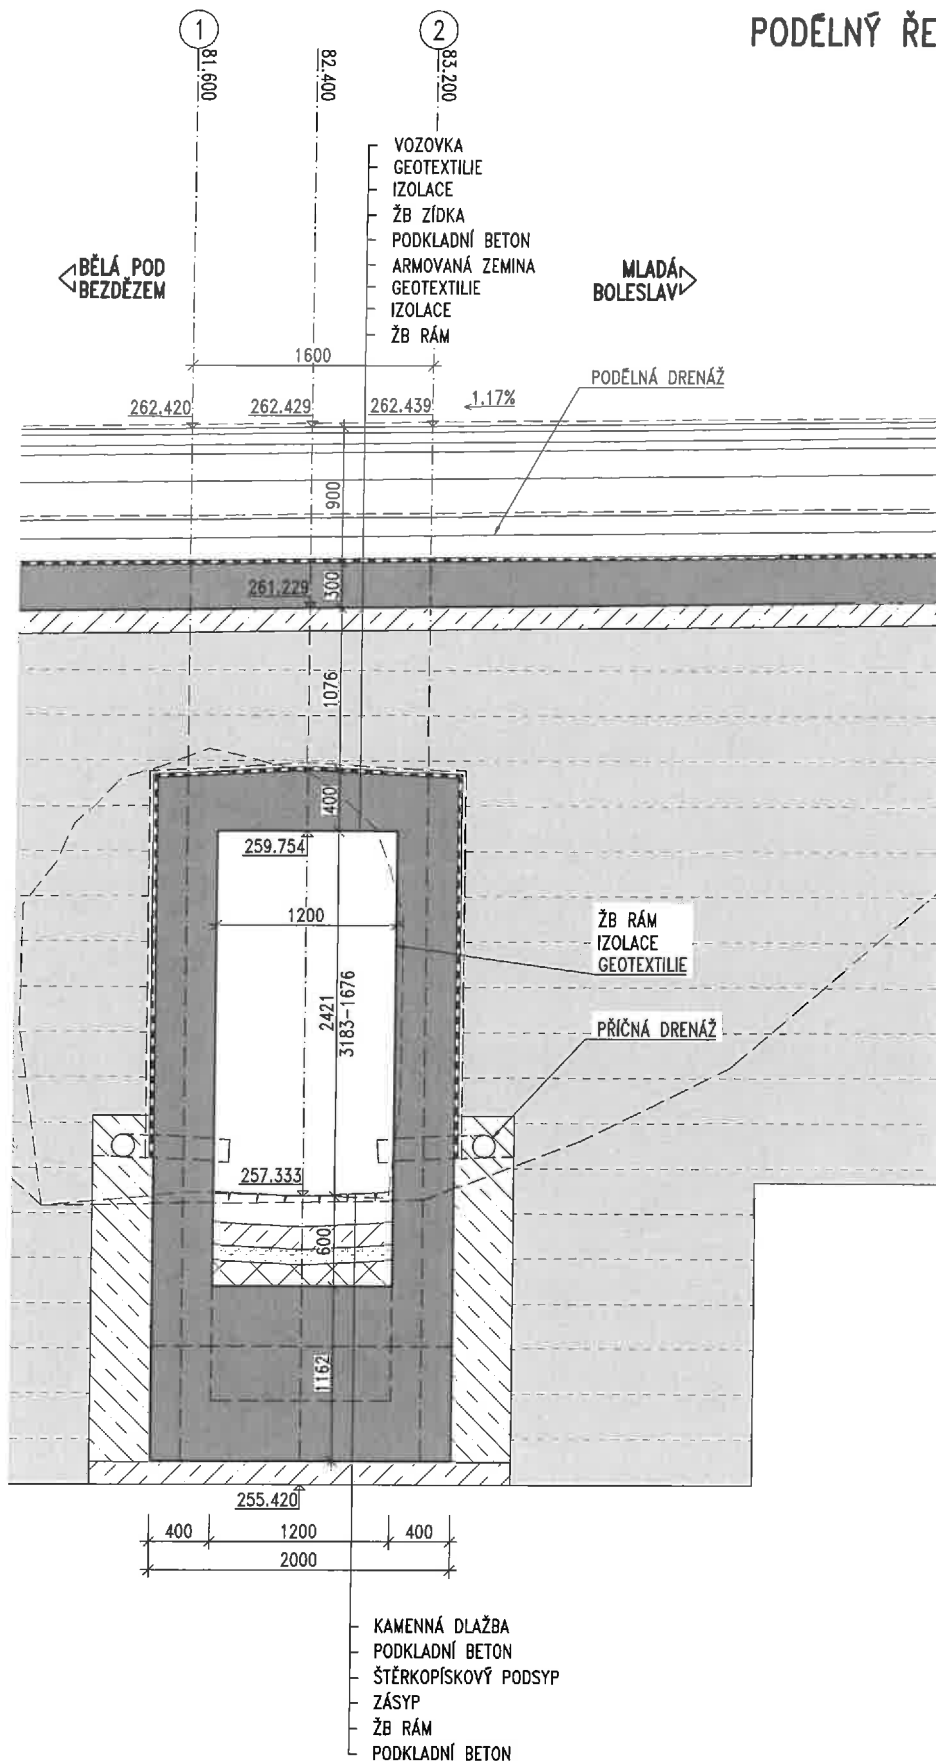 PODÉLNÝ ŘE
1
2
81.600
82.400
83.200
VOZOVKA
GEOTEXTILIE
IZOLACE
ŽB ZÍDKA
PODKLADNÍ BETON
ARMOVANÁ ZEMINA
GEOTEXTILIE
IZOLACE
ŽB RÁM
BĚLÁ POD
BEZDĚZEM
MLADÁ
BOLESLAV
1600
PODÉLNÁ DRENÁŽ
262.420
262.429
262.439
1.17%
900
261.229
300
1076
400
259.754
1200
ŽB RÁM
IZOLACE
GEOTEXTILIE
2421
3183-1676
PŘÍČNÁ DRENÁŽ
257.333
600
1162
255.420
400
1200
400
2000
KAMENNÁ DLAŽBA
PODKLADNÍ BETON
ŠTĚRKOPÍSKOVÝ PODSYP
ZÁSYP
ŽB RÁM
PODKLADNÍ BETON